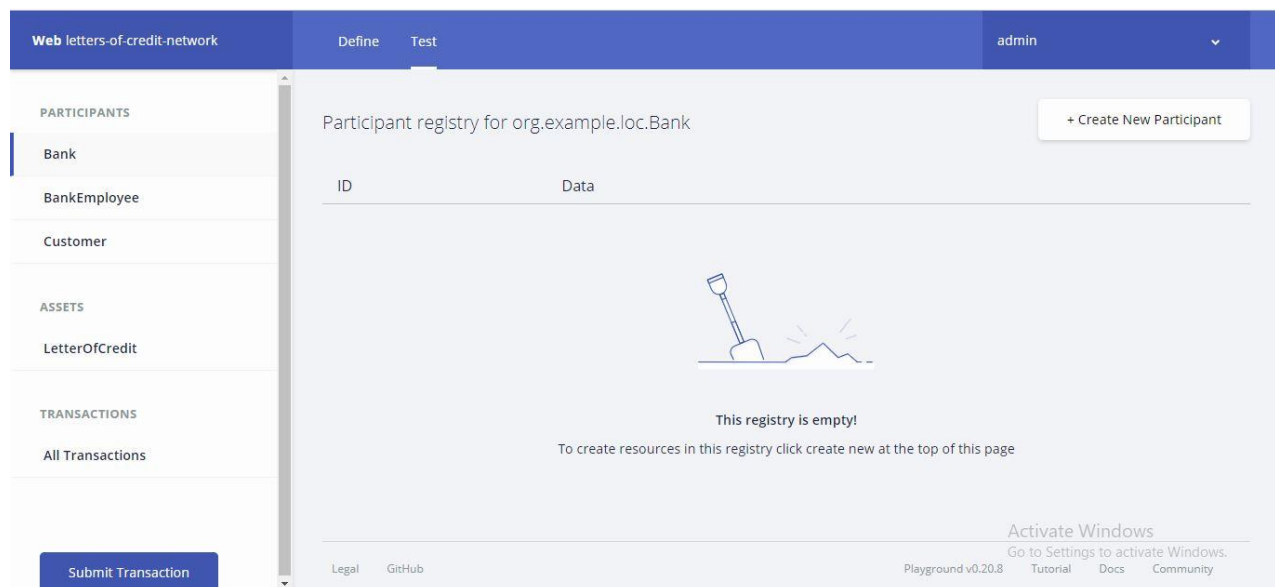 Web letters-of-credit-network
Define Test
admin
PARTICIPANTS
Bank
BankEmployee
Customer
ASSETS
LetterOfCredit
TRANSACTIONS
All Transactions
Submit Transaction
Participant registry for org.example.loc.Bank
+ Create New Participant
ID Data
This registry is empty!
To create resources in this registry click create new at the top of this page
Activate Windows
Go to Settings to activate Windows.
Legal GitHub
Playground v0.20.8 Tutorial Docs Community